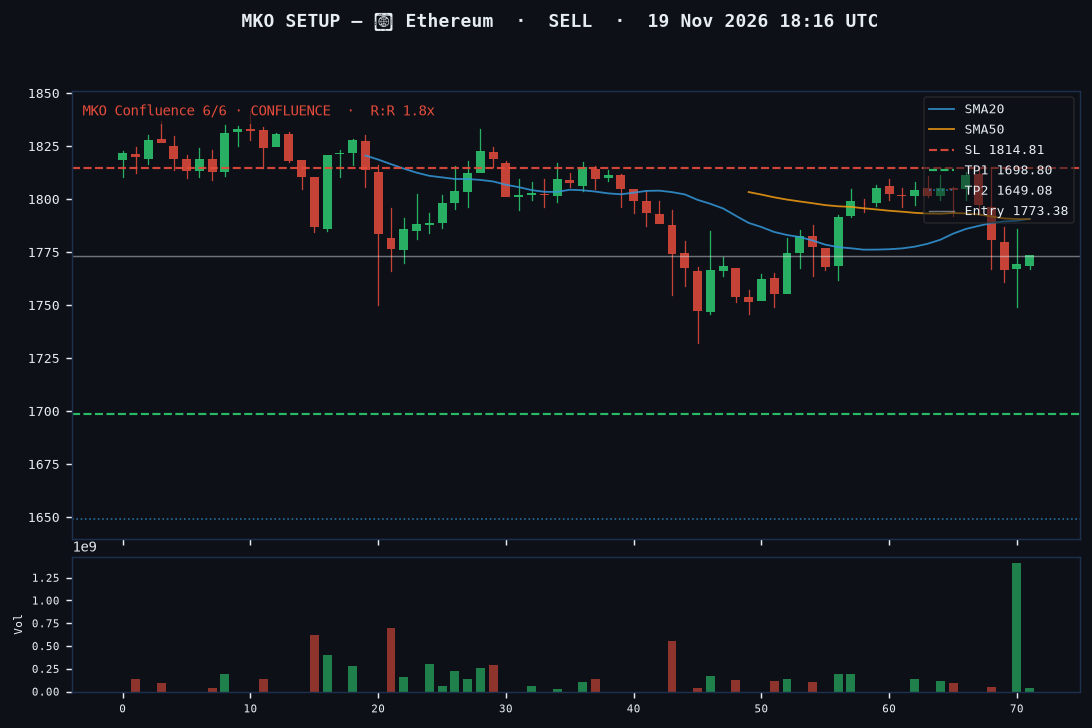 MKO SETUP — Ethereum · SELL · 19 Nov 2026 18:16 UTC
MKO Confluence 6/6 · CONFLUENCE · R:R 1.8x
SMA20
SMA50
SL 1814.81
TP1 1698.80
TP2 1649.08
Entry 1773.38
1850
1825
1800
1775
1750
1725
1700
1675
1650
1e9
Vol
1.25
1.00
0.75
0.50
0.25
0.00
0 10 20 30 40 50 60 70